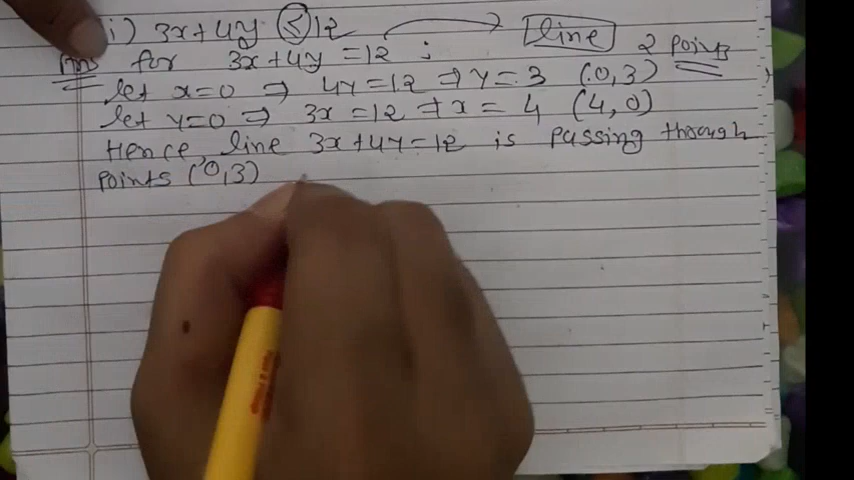 i) 3x+4y ≤ 12 line
Ans for 3x+4y=12 ; 2 points
let x=0 ⇒ 4y=12 ⇒ y=3 (0,3)
let y=0 ⇒ 3x=12 ⇒ x=4 (4,0)
Hence, line 3x+4y=12 is passing through
points (0,3)